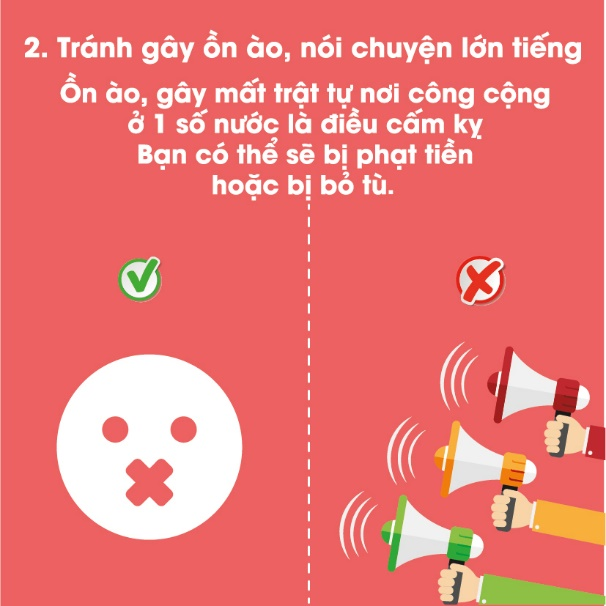 2. Tránh gây ồn ào, nói chuyện lớn tiếng
Ồn ào, gây mất trật tự nơi công cộng
ở 1 số nước là điều cấm kỵ
Bạn có thể sẽ bị phạt tiền
hoặc bị bỏ tù.